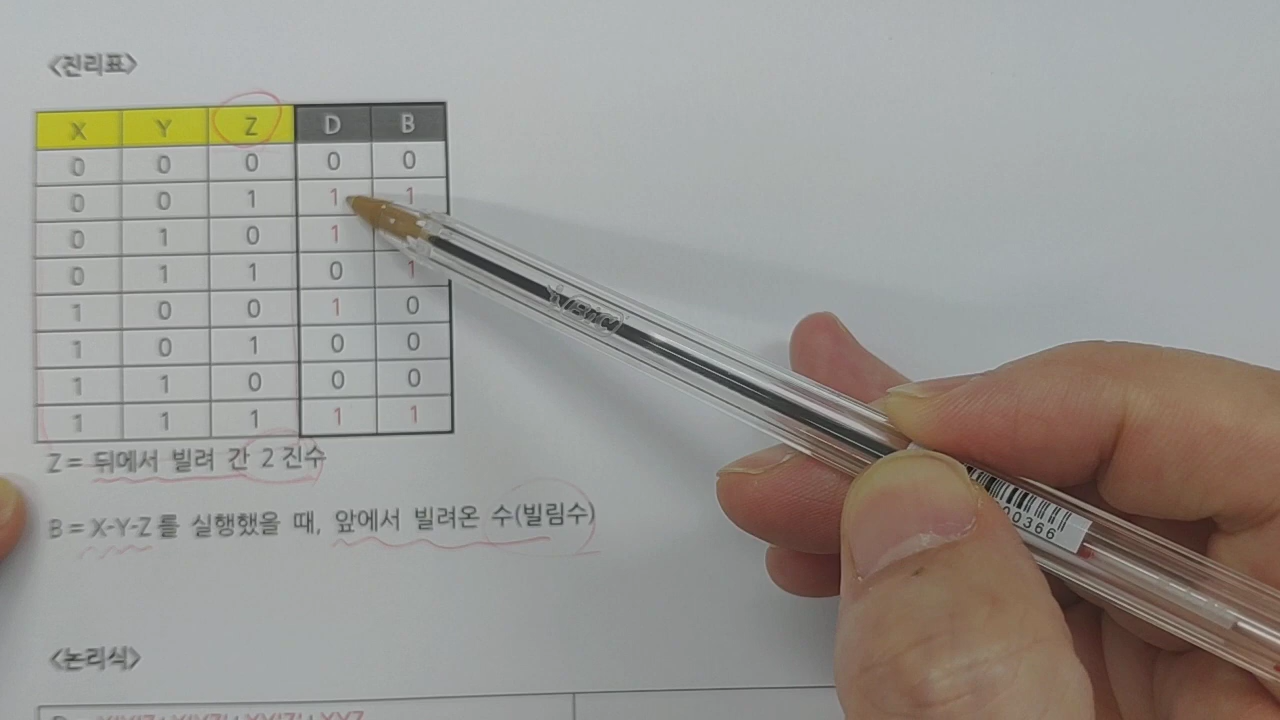 <진리표>
X Y Z D B
0 0 0 0 0
0 0 1 1 1
0 1 0 1
0 1 1 0 1
1 0 0 1 0
1 0 1 0 0
1 1 0 0 0
1 1 1 1 1
Z = 뒤에서 빌려 간 2 진수
B = X-Y-Z 를 실행했을 때, 앞에서 빌려온 수(빌림수)
<논리식>
BIC
00366